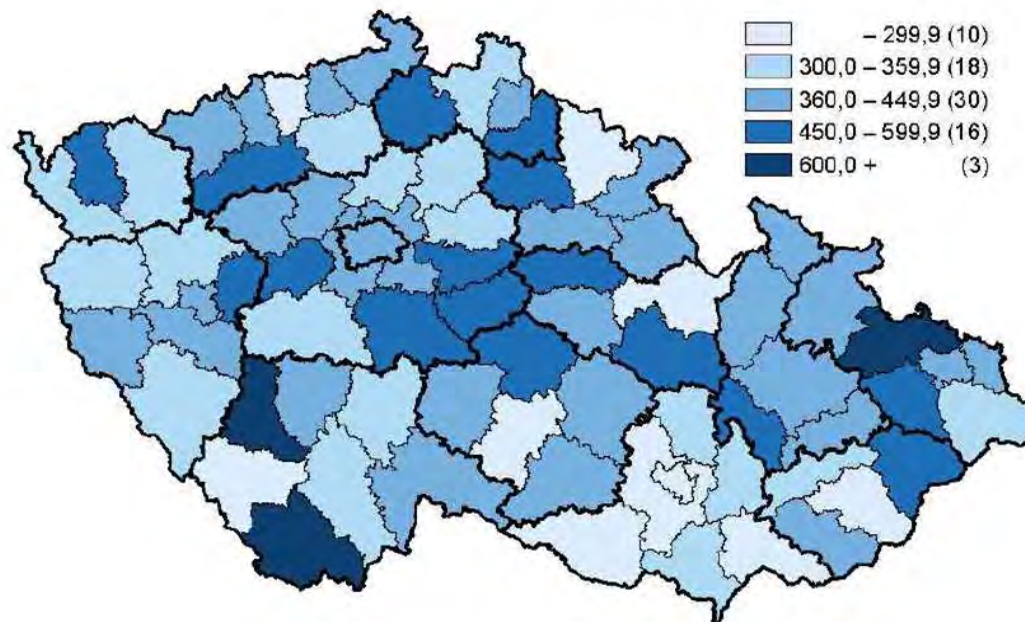 – 299,9 (10)
300,0 – 359,9 (18)
360,0 – 449,9 (30)
450,0 – 599,9 (16)
600,0 + (3)